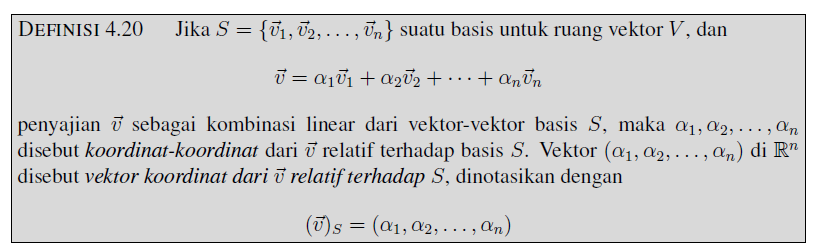 DEFINISI 4.20 Jika S = {v⃗₁, v⃗₂, . . . , v⃗ₙ} suatu basis untuk ruang vektor V, dan
v⃗ = α₁v⃗₁ + α₂v⃗₂ + · · · + αₙv⃗ₙ
penyajian v⃗ sebagai kombinasi linear dari vektor-vektor basis S, maka α₁, α₂, . . . , αₙ
disebut koordinat-koordinat dari v⃗ relatif terhadap basis S. Vektor (α₁, α₂, . . . , αₙ) di ℝⁿ
disebut vektor koordinat dari v⃗ relatif terhadap S, dinotasikan dengan
(v⃗)_S = (α₁, α₂, . . . , αₙ)